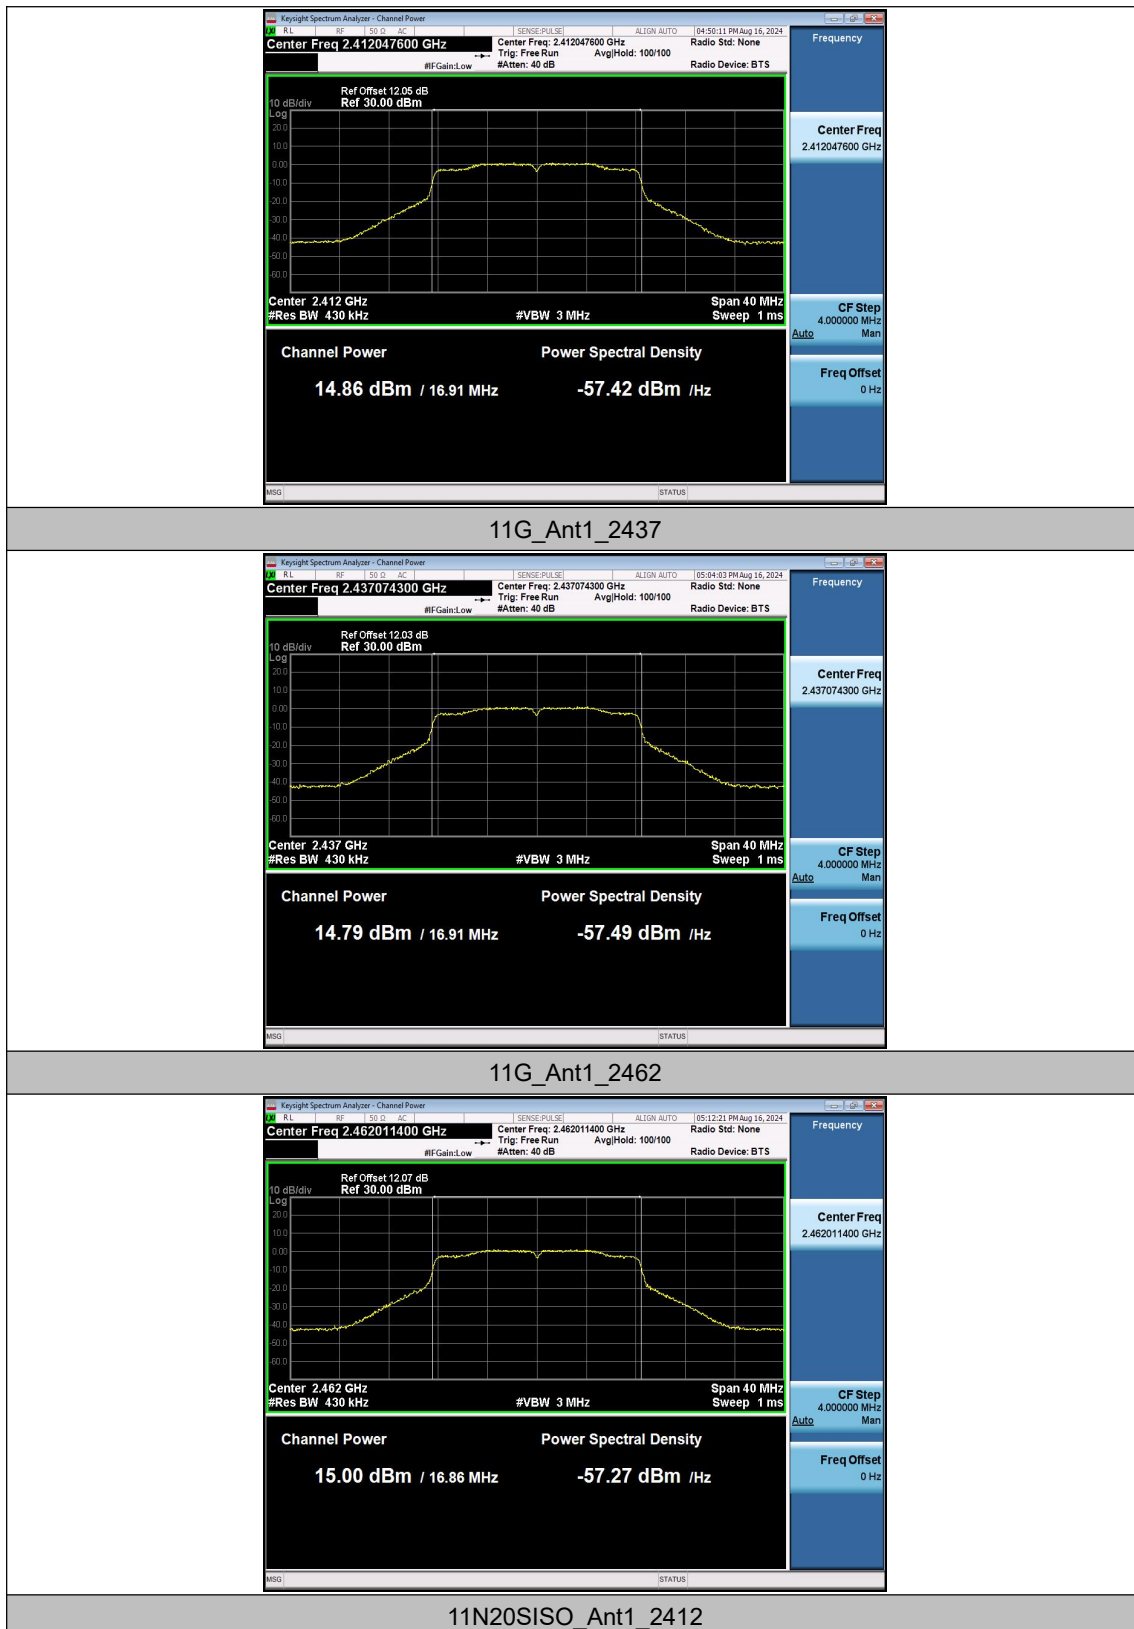 Keysight Spectrum Analyzer - Channel Power
LXI RL RF 50 Ω AC SENSE:PULSE ALIGN AUTO 04:50:11 PM Aug 16, 2024
Center Freq 2.412047600 GHz Center Freq: 2.412047600 GHz Radio Std: None Frequency
Trig: Free Run Avg|Hold: 100/100
#IFGain:Low #Atten: 40 dB Radio Device: BTS
Ref Offset 12.05 dB
10 dB/div Ref 30.00 dBm
Log
20.0
10.0
0.00
-10.0
-20.0
-30.0
-40.0
-50.0
-60.0
Center Freq
2.412047600 GHz
Center 2.412 GHz Span 40 MHz
#Res BW 430 kHz #VBW 3 MHz Sweep 1 ms
CF Step
4.000000 MHz
Auto Man
Channel Power Power Spectral Density
14.86 dBm / 16.91 MHz -57.42 dBm /Hz
Freq Offset
0 Hz
MSG STATUS
11G_Ant1_2437
Keysight Spectrum Analyzer - Channel Power
LXI RL RF 50 Ω AC SENSE:PULSE ALIGN AUTO 05:04:03 PM Aug 16, 2024
Center Freq 2.437074300 GHz Center Freq: 2.437074300 GHz Radio Std: None Frequency
Trig: Free Run Avg|Hold: 100/100
#IFGain:Low #Atten: 40 dB Radio Device: BTS
Ref Offset 12.03 dB
10 dB/div Ref 30.00 dBm
Log
20.0
10.0
0.00
-10.0
-20.0
-30.0
-40.0
-50.0
-60.0
Center Freq
2.437074300 GHz
Center 2.437 GHz Span 40 MHz
#Res BW 430 kHz #VBW 3 MHz Sweep 1 ms
CF Step
4.000000 MHz
Auto Man
Channel Power Power Spectral Density
14.79 dBm / 16.91 MHz -57.49 dBm /Hz
Freq Offset
0 Hz
MSG STATUS
11G_Ant1_2462
Keysight Spectrum Analyzer - Channel Power
LXI RL RF 50 Ω AC SENSE:PULSE ALIGN AUTO 05:12:21 PM Aug 16, 2024
Center Freq 2.462011400 GHz Center Freq: 2.462011400 GHz Radio Std: None Frequency
Trig: Free Run Avg|Hold: 100/100
#IFGain:Low #Atten: 40 dB Radio Device: BTS
Ref Offset 12.07 dB
10 dB/div Ref 30.00 dBm
Log
20.0
10.0
0.00
-10.0
-20.0
-30.0
-40.0
-50.0
-60.0
Center Freq
2.462011400 GHz
Center 2.462 GHz Span 40 MHz
#Res BW 430 kHz #VBW 3 MHz Sweep 1 ms
CF Step
4.000000 MHz
Auto Man
Channel Power Power Spectral Density
15.00 dBm / 16.86 MHz -57.27 dBm /Hz
Freq Offset
0 Hz
MSG STATUS
11N20SISO_Ant1_2412